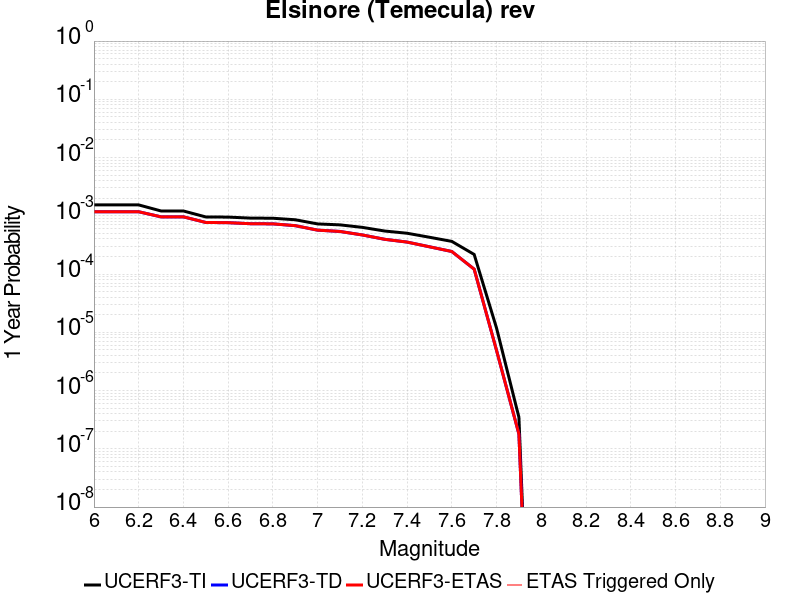 Elsinore (Temecula) rev
10^0
10^-1
10^-2
10^-3
10^-4
10^-5
10^-6
10^-7
10^-8
1 Year Probability
6 6.2 6.4 6.6 6.8 7 7.2 7.4 7.6 7.8 8 8.2 8.4 8.6 8.8 9
Magnitude
UCERF3-TI UCERF3-TD UCERF3-ETAS ETAS Triggered Only